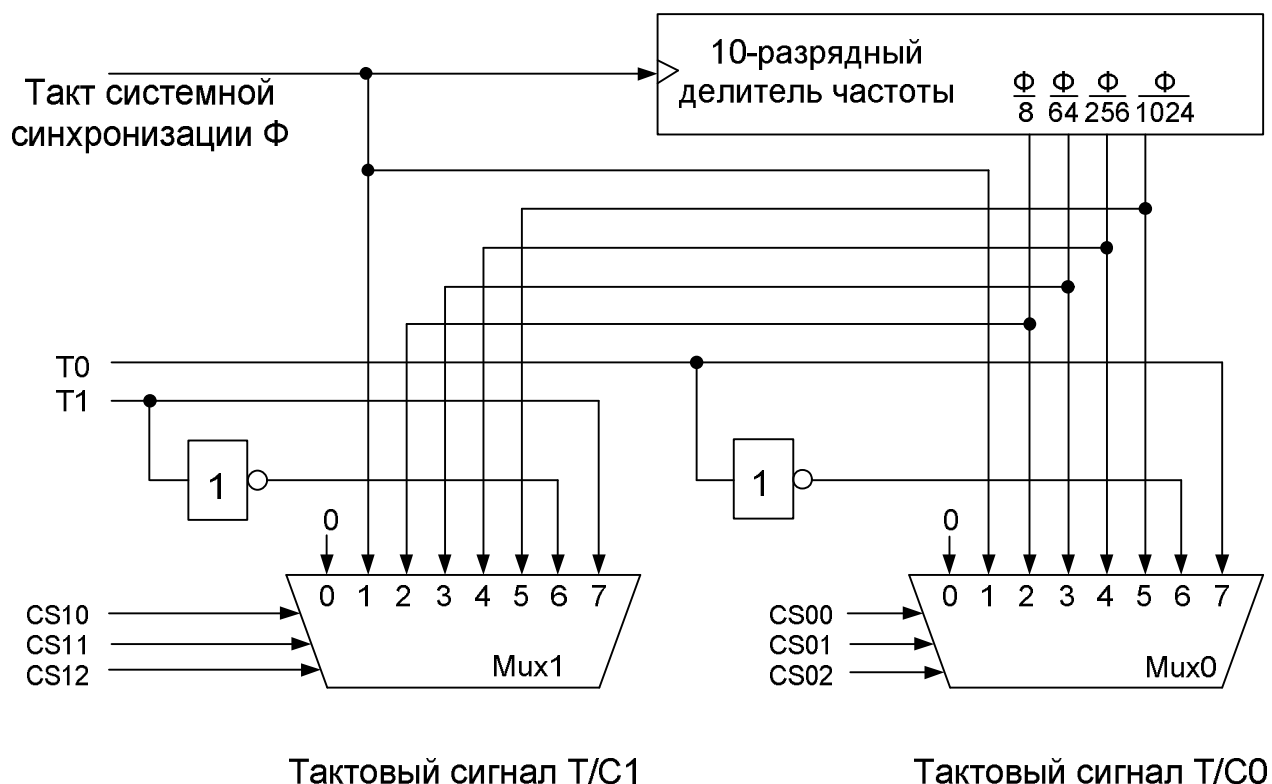 10-разрядный
делитель частоты
Ф Ф Ф Ф
8 64 256 1024
Такт системной
синхронизации Ф
T0
T1
1
1
0
0
0 1 2 3 4 5 6 7
0 1 2 3 4 5 6 7
CS10
CS11
CS12
Mux1
CS00
CS01
CS02
Mux0
Тактовый сигнал Т/С1
Тактовый сигнал Т/С0